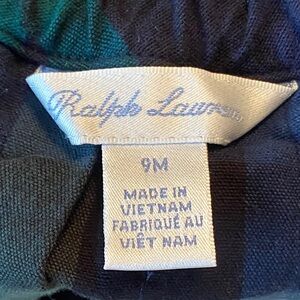 Ralph Lauren
9M
MADE IN
VIETNAM
FABRIQUÉ AU
VIÊT NAM